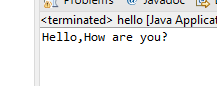 Problems @ Javadoc
<terminated> hello [Java Applicat
Hello,How are you?